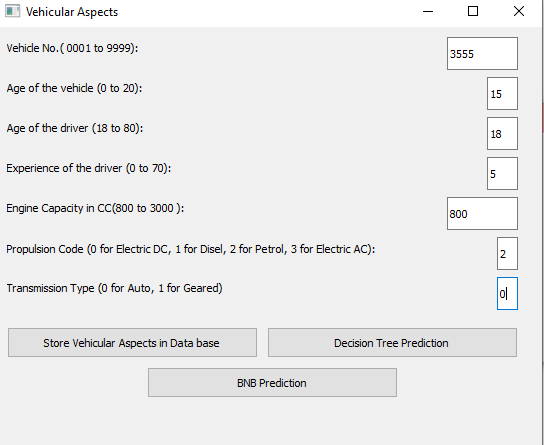 Vehicular Aspects
Vehicle No.( 0001 to 9999): 3555
Age of the vehicle (0 to 20): 15
Age of the driver (18 to 80): 18
Experience of the driver (0 to 70): 5
Engine Capacity in CC(800 to 3000 ): 800
Propulsion Code (0 for Electric DC, 1 for Disel, 2 for Petrol, 3 for Electric AC): 2
Transmission Type (0 for Auto, 1 for Geared) 0
Store Vehicular Aspects in Data base Decision Tree Prediction
BNB Prediction